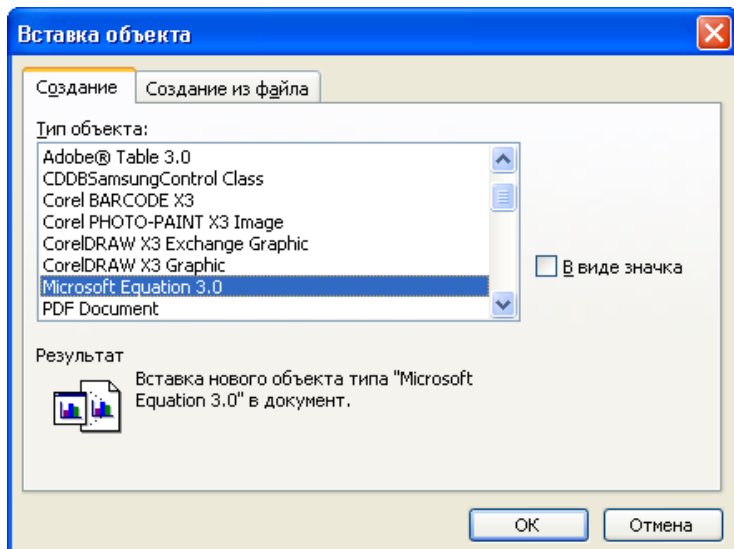 Вставка объекта
Создание
Создание из файла
Тип объекта:
Adobe® Table 3.0
CDDBSamsungControl Class
Corel BARCODE X3
Corel PHOTO-PAINT X3 Image
CorelDRAW X3 Exchange Graphic
CorelDRAW X3 Graphic
Microsoft Equation 3.0
PDF Document
В виде значка
Результат
Вставка нового объекта типа "Microsoft
Equation 3.0" в документ.
ОК
Отмена